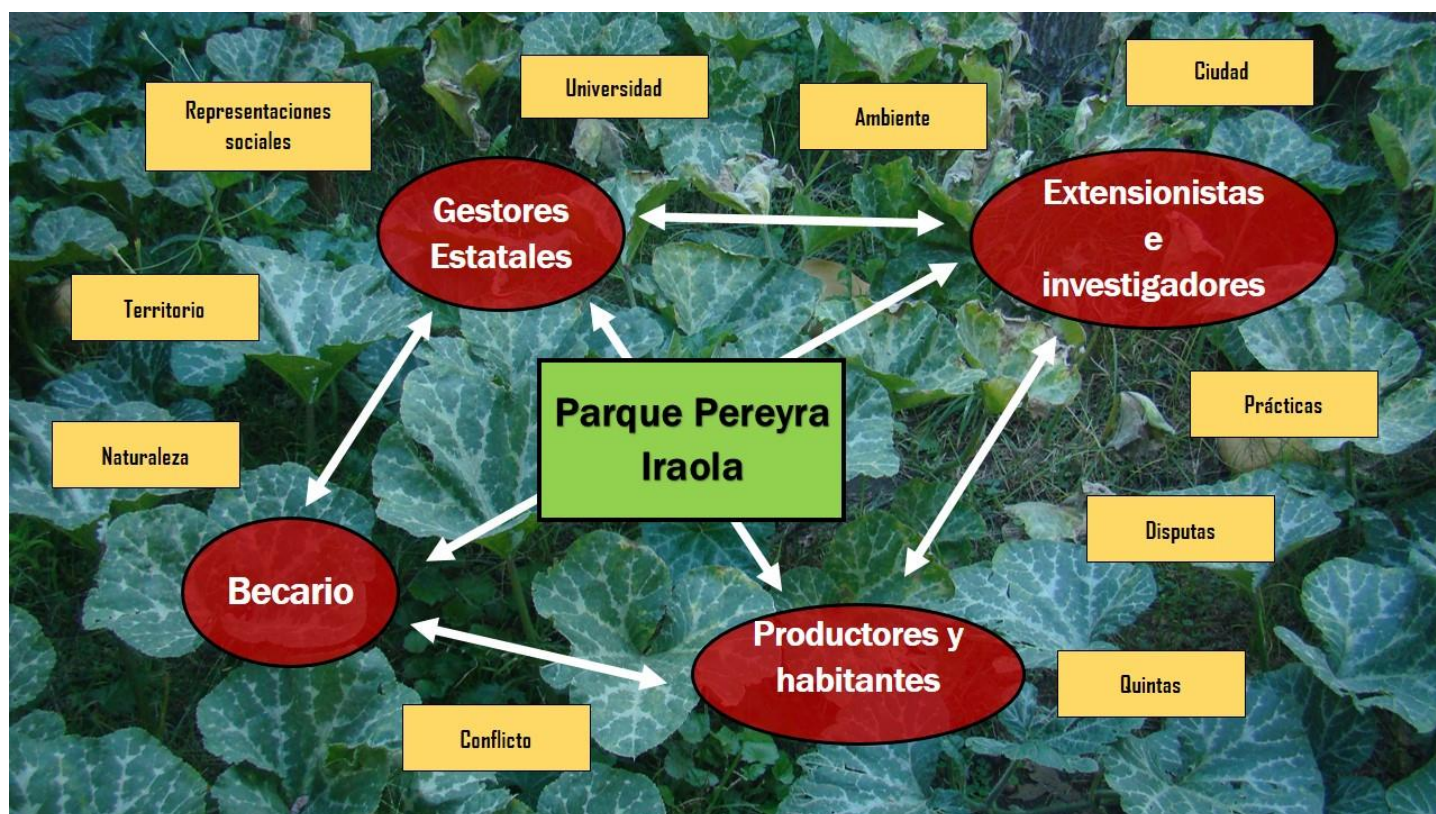 Ciudad
Universidad
Ambiente
Representaciones
sociales
Gestores
Estatales
Extensionistas
e
investigadores
Territorio
Parque Pereyra
Iraola
Prácticas
Naturaleza
Disputas
Becario
Productores y
habitantes
Quintas
Conflicto